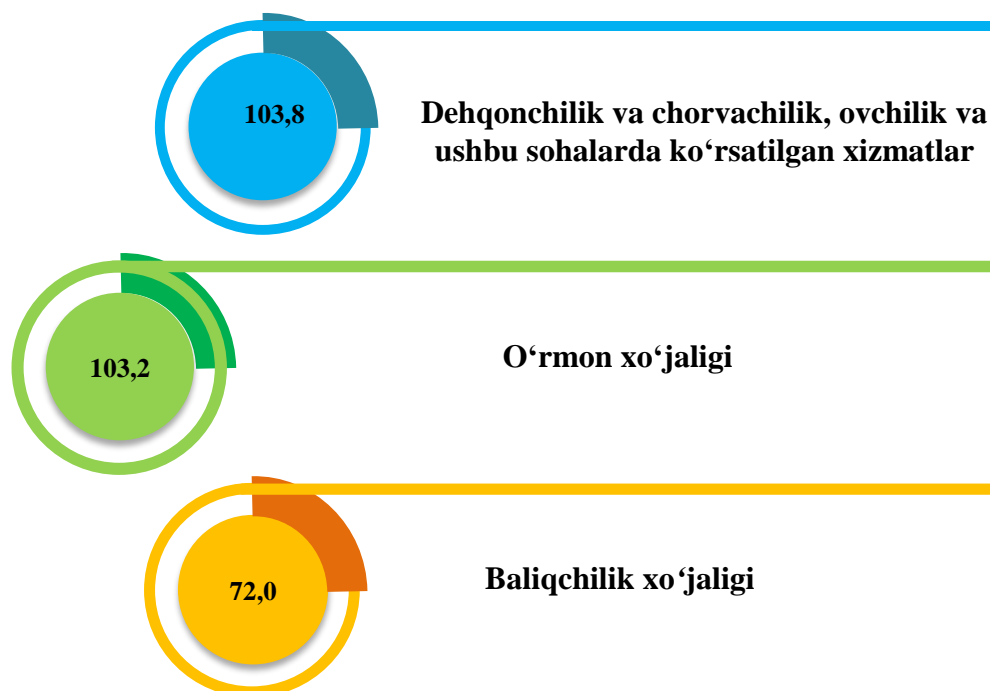 103,8
Dehqonchilik va chorvachilik, ovchilik va
ushbu sohalarda ko‘rsatilgan xizmatlar
103,2
O‘rmon xo‘jaligi
72,0
Baliqchilik xo‘jaligi